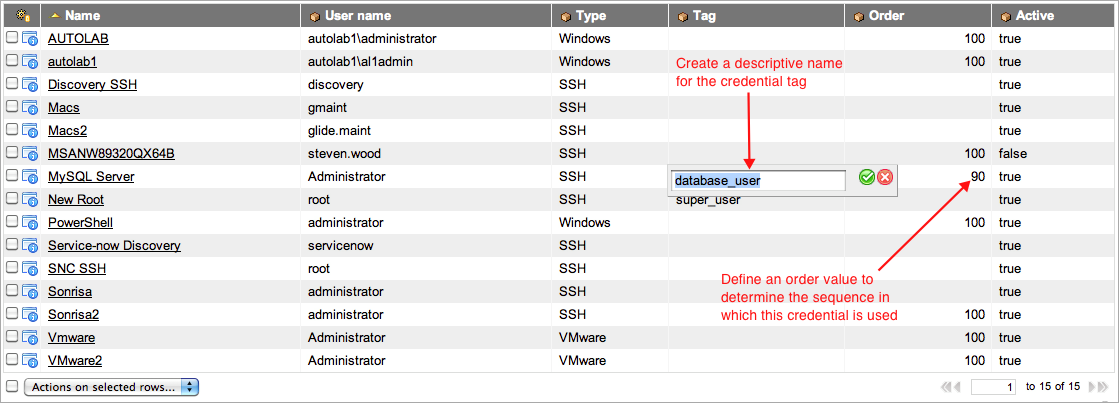 Name User name Type Tag Order Active
AUTOLAB autolab1\administrator Windows 100 true
autolab1 autolab1\al1admin Windows 100 true
Create a descriptive name
for the credential tag
Discovery SSH discovery SSH true
Macs gmaint SSH true
Macs2 glide.maint SSH true
MSANW89320QX64B steven.wood SSH 100 false
MySQL Server Administrator SSH database_user 90 true
New Root root SSH super_user true
PowerShell administrator Windows 100 true
Service-now Discovery servicenow SSH true
SNC SSH root SSH true
Define an order value to
determine the sequence in
which this credential is used
Sonrisa administrator SSH true
Sonrisa2 administrator SSH 100 true
Vmware Administrator VMware 100 true
VMware2 Administrator VMware 100 true
Actions on selected rows... 1 to 15 of 15